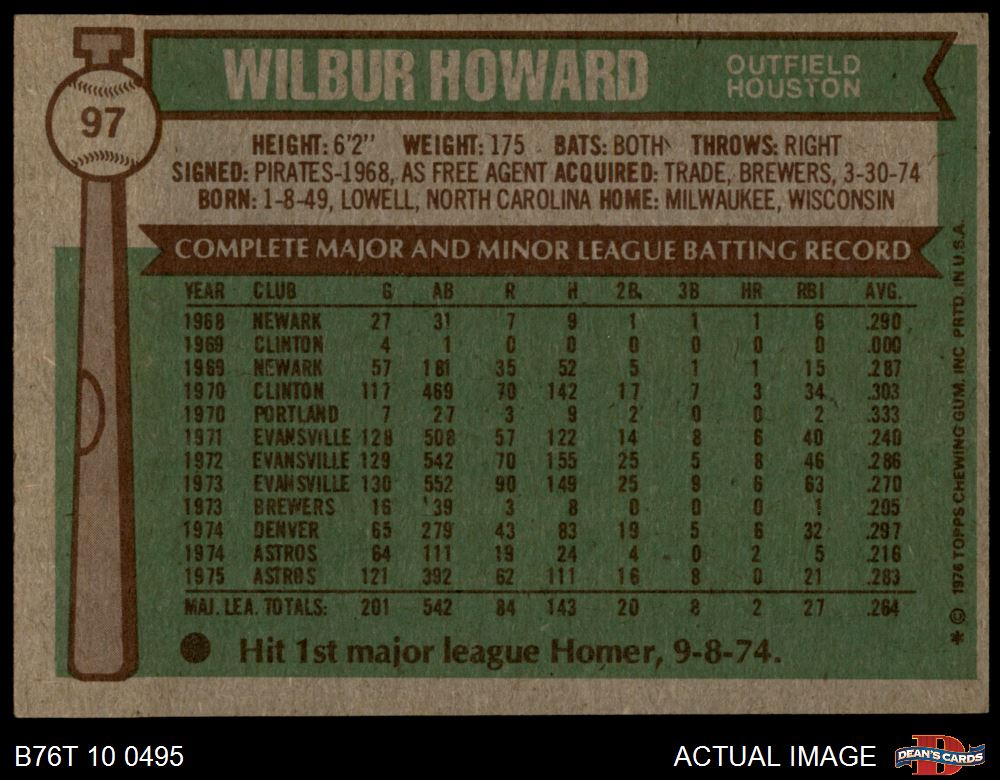 97
WILBUR HOWARD
OUTFIELD
HOUSTON
HEIGHT: 6'2" WEIGHT: 175 BATS: BOTH THROWS: RIGHT
SIGNED: PIRATES-1968, AS FREE AGENT ACQUIRED: TRADE, BREWERS, 3-30-74
BORN: 1-8-49, LOWELL, NORTH CAROLINA HOME: MILWAUKEE, WISCONSIN
COMPLETE MAJOR AND MINOR LEAGUE BATTING RECORD
YEAR CLUB G AB R H 2B. 3B HR RBI AVG.
1968 NEWARK 27 31 7 9 1 1 1 6 .290
1969 CLINTON 4 1 0 0 0 0 0 0 .000
1969 NEWARK 57 181 35 52 5 1 1 15 .287
1970 CLINTON 117 469 70 142 17 7 3 34 .303
1970 PORTLAND 7 27 3 9 2 0 0 2 .333
1971 EVANSVILLE 128 508 57 122 14 8 6 40 .240
1972 EVANSVILLE 129 542 70 155 25 5 8 46 .286
1973 EVANSVILLE 130 552 90 149 25 9 6 63 .270
1973 BREWERS 16 39 3 8 0 0 0 1 .205
1974 DENVER 65 279 43 83 19 5 6 32 .297
1974 ASTROS 64 111 19 24 4 0 2 5 .216
1975 ASTROS 121 392 62 111 16 8 0 21 .283
MAJ. LEA. TOTALS: 201 542 84 143 20 8 2 27 .264
Hit 1st major league Homer, 9-8-74.
* © 1976 TOPPS CHEWING GUM, INC PRTD. IN U.S.A.
B76T 10 0495
ACTUAL IMAGE
D
DEAN'S CARDS